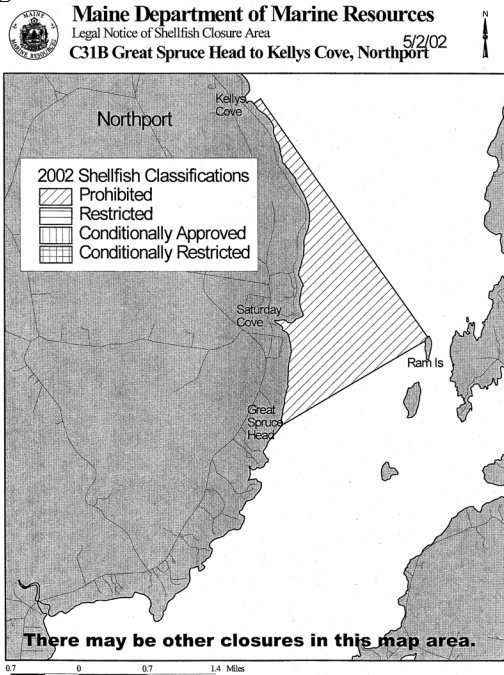 Maine Department of Marine Resources
Legal Notice of Shellfish Closure Area
5/2/02
C31B Great Spruce Head to Kellys Cove, Northport
N
MAINE
MARINE RESOURCES
Kellys
Cove
Northport
2002 Shellfish Classifications
Prohibited
Restricted
Conditionally Approved
Conditionally Restricted
Saturday
Cove
Ram Is
Great
Spruce
Head
There may be other closures in this map area.
0.7 0 0.7 1.4 Miles